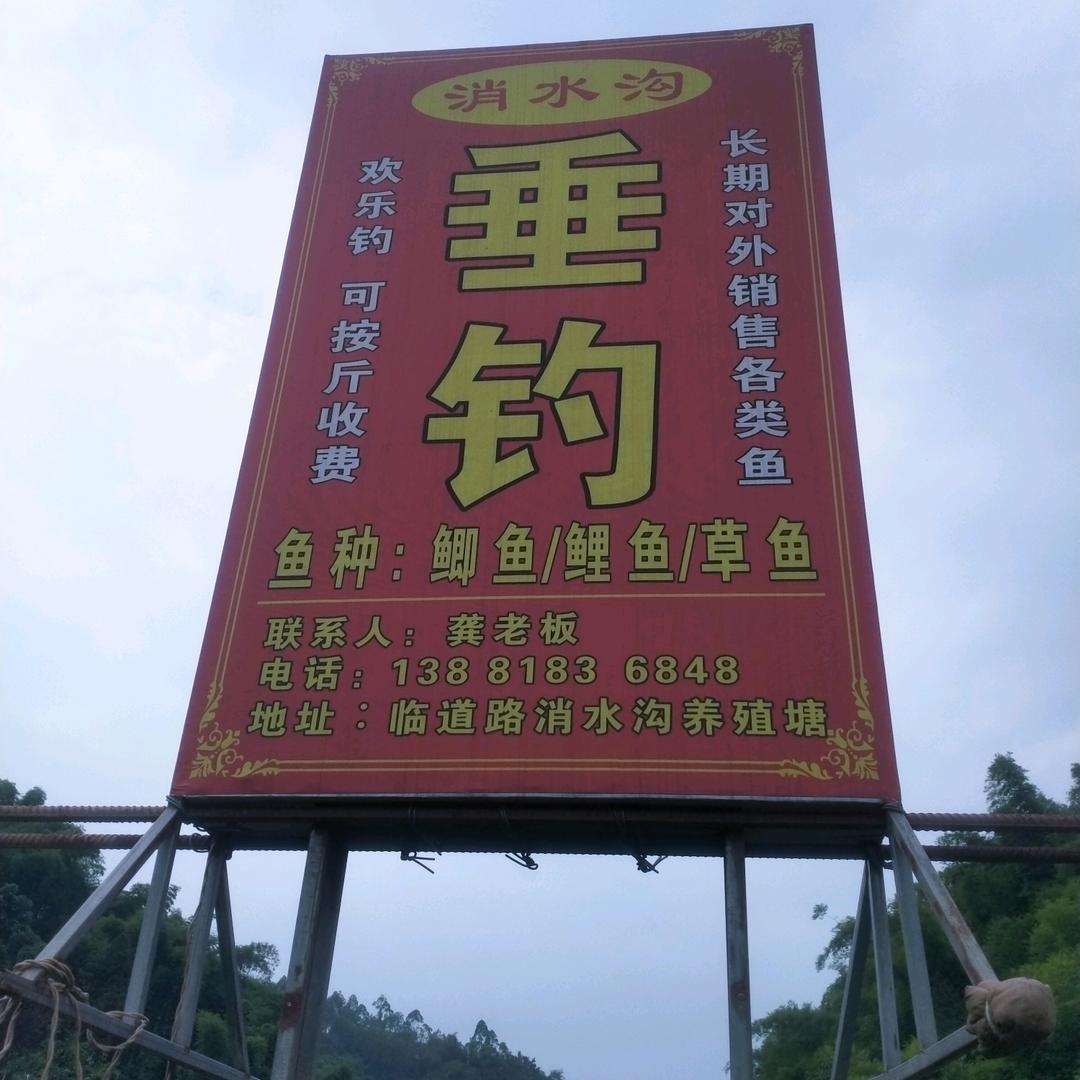 消水沟
垂钓
欢乐钓 可按斤收费
长期对外销售各类鱼
鱼种：鲫鱼/鲤鱼/草鱼
联系人：龚老板
电话：138 8183 6848
地址：临道路消水沟养殖塘